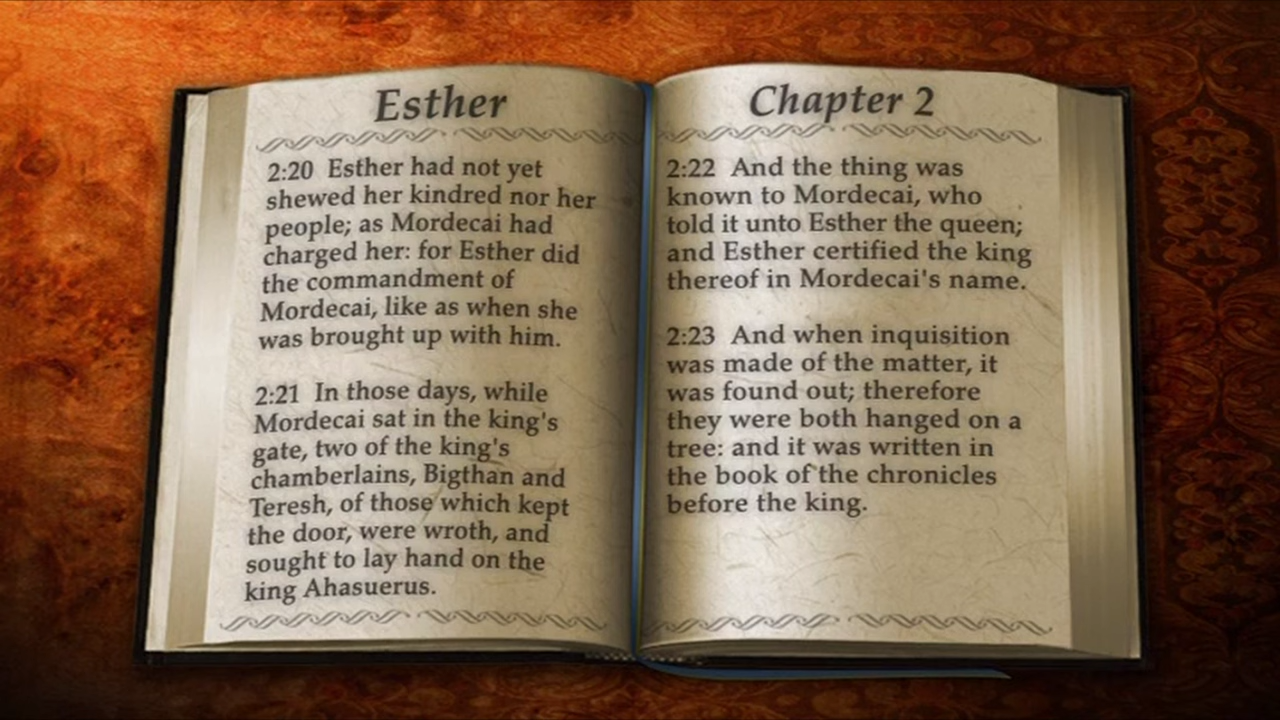 Esther
2:20 Esther had not yet
shewed her kindred nor her
people; as Mordecai had
charged her: for Esther did
the commandment of
Mordecai, like as when she
was brought up with him.
2:21 In those days, while
Mordecai sat in the king's
gate, two of the king's
chamberlains, Bigthan and
Teresh, of those which kept
the door, were wroth, and
sought to lay hand on the
king Ahasuerus.
Chapter 2
2:22 And the thing was
known to Mordecai, who
told it unto Esther the queen;
and Esther certified the king
thereof in Mordecai's name.
2:23 And when inquisition
was made of the matter, it
was found out; therefore
they were both hanged on a
tree: and it was written in
the book of the chronicles
before the king.